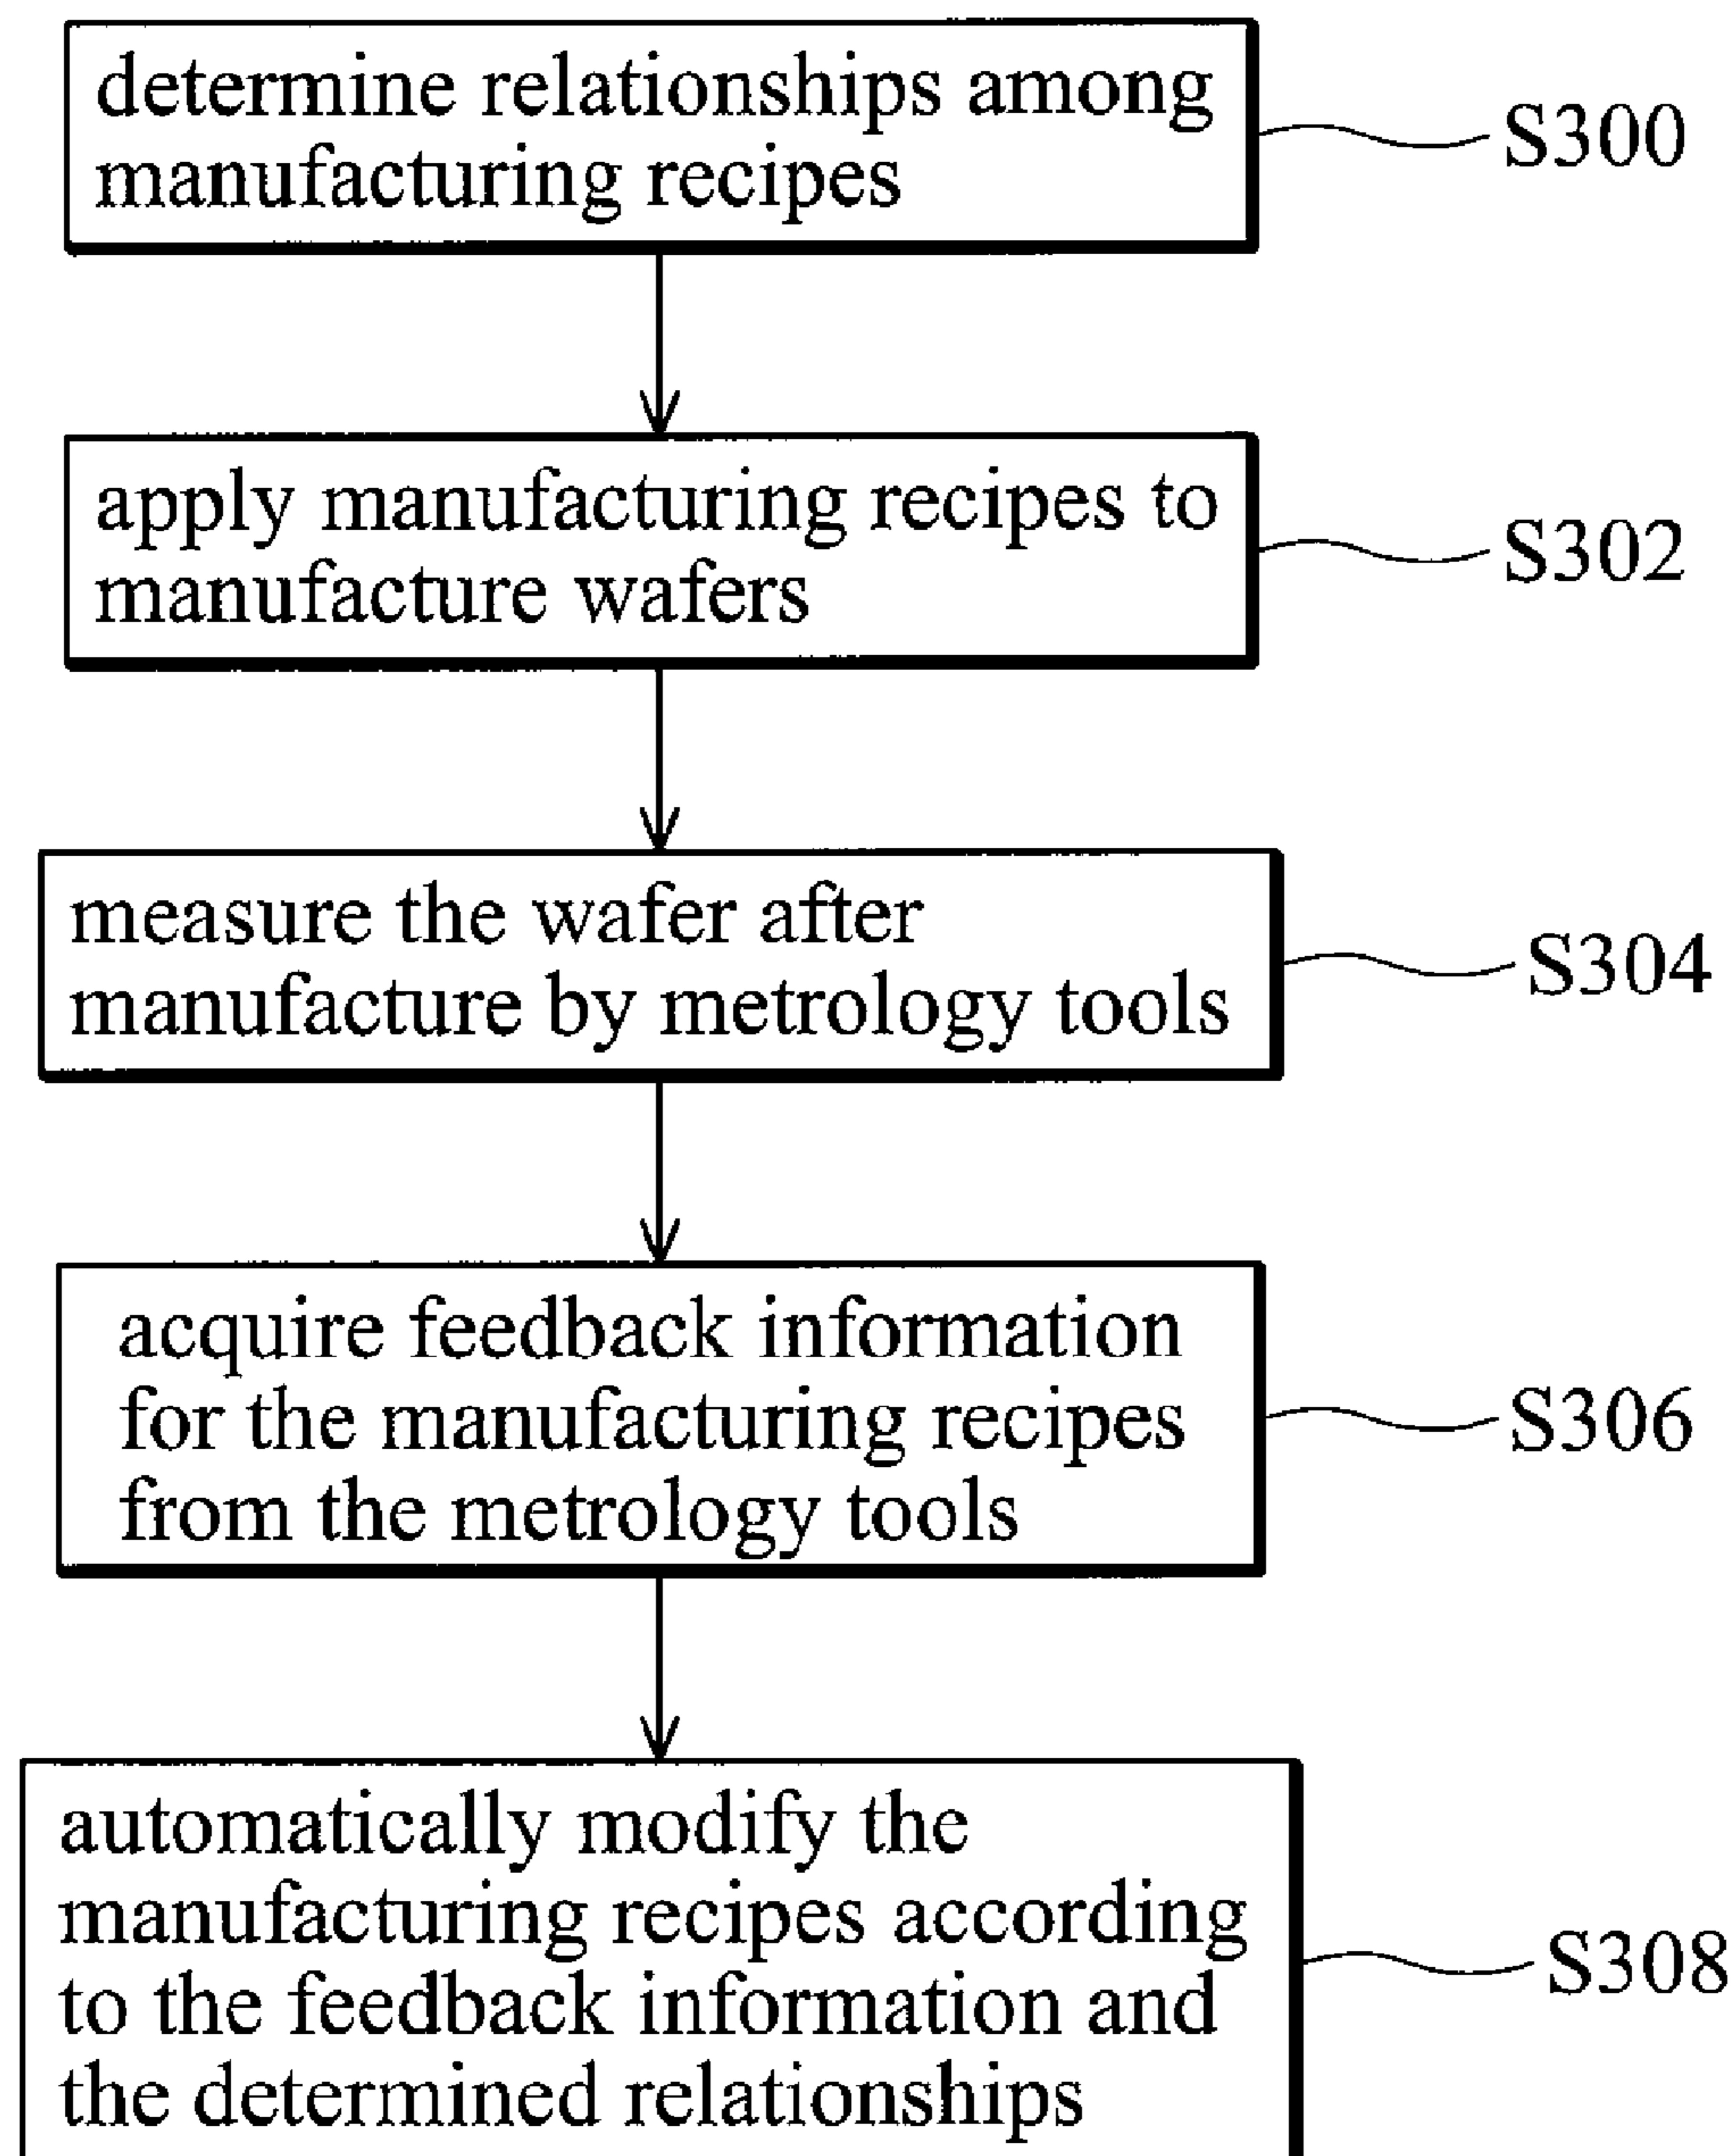 determine relationships among
manufacturing recipes
S300
apply manufacturing recipes to
manufacture wafers
S302
measure the wafer after
manufacture by metrology tools
S304
acquire feedback information
for the manufacturing recipes
from the metrology tools
S306
automatically modify the
manufacturing recipes according
to the feedback information and
the determined relationships
S308